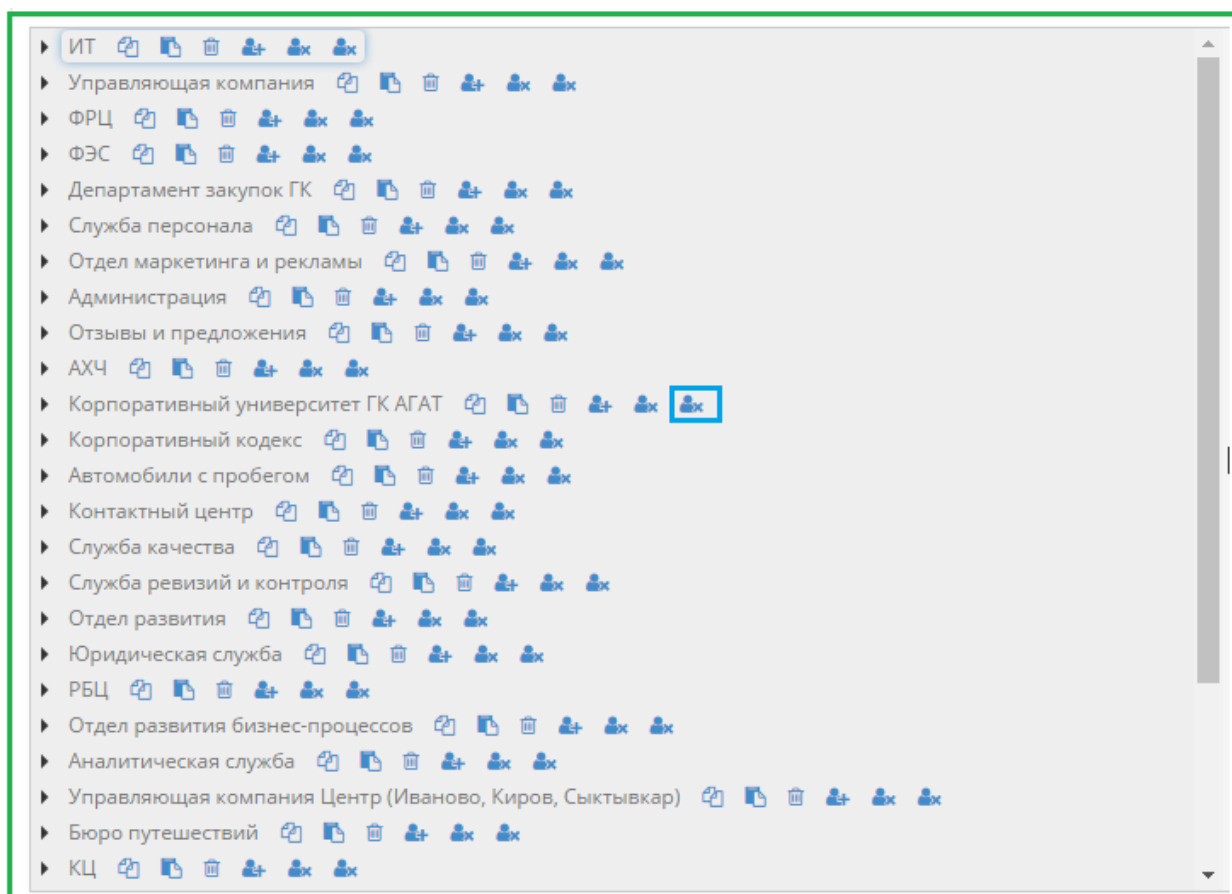 ИТ
Управляющая компания
ФРЦ
ФЭС
Департамент закупок ГК
Служба персонала
Отдел маркетинга и рекламы
Администрация
Отзывы и предложения
АХЧ
Корпоративный университет ГК АГАТ
Корпоративный кодекс
Автомобили с пробегом
Контактный центр
Служба качества
Служба ревизий и контроля
Отдел развития
Юридическая служба
РБЦ
Отдел развития бизнес-процессов
Аналитическая служба
Управляющая компания Центр (Иваново, Киров, Сыктывкар)
Бюро путешествий
КЦ